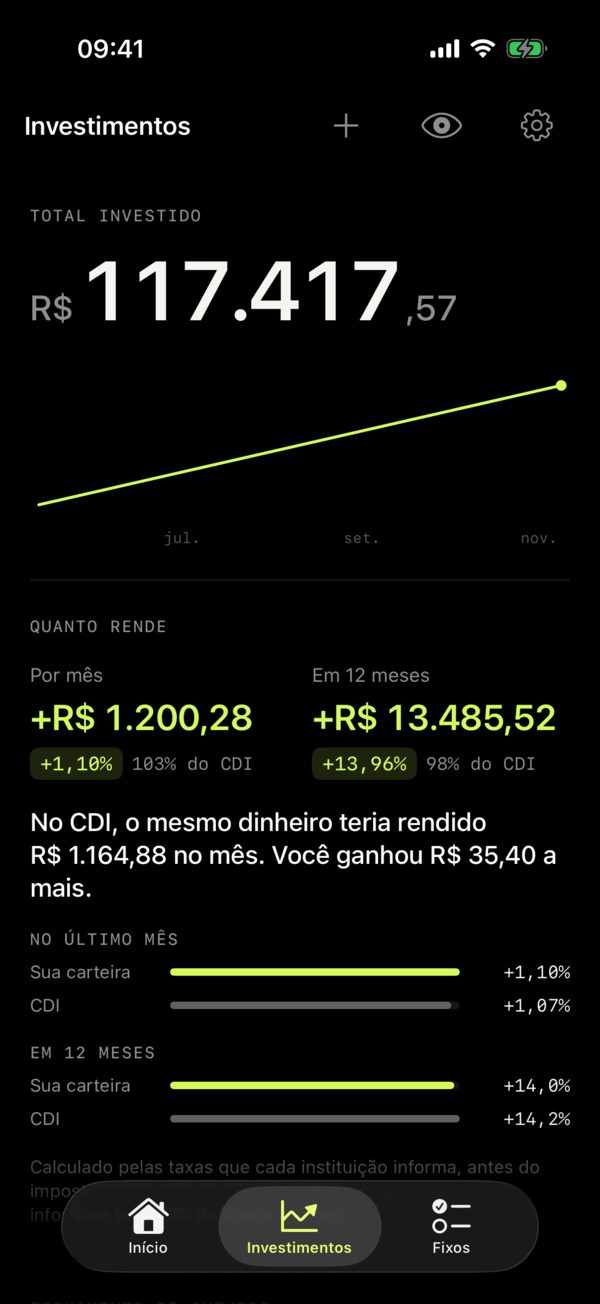 09:41
Investimentos
TOTAL INVESTIDO
R$ 117.417,57
jul. set. nov.
QUANTO RENDE
Por mês Em 12 meses
+R$ 1.200,28 +R$ 13.485,52
+1,10% 103% do CDI +13,96% 98% do CDI
No CDI, o mesmo dinheiro teria rendido
R$ 1.164,88 no mês. Você ganhou R$ 35,40 a
mais.
NO ÚLTIMO MÊS
Sua carteira +1,10%
CDI +1,07%
EM 12 MESES
Sua carteira +14,0%
CDI +14,2%
Calculado pelas taxas que cada instituição informa, antes do
Início Investimentos Fixos